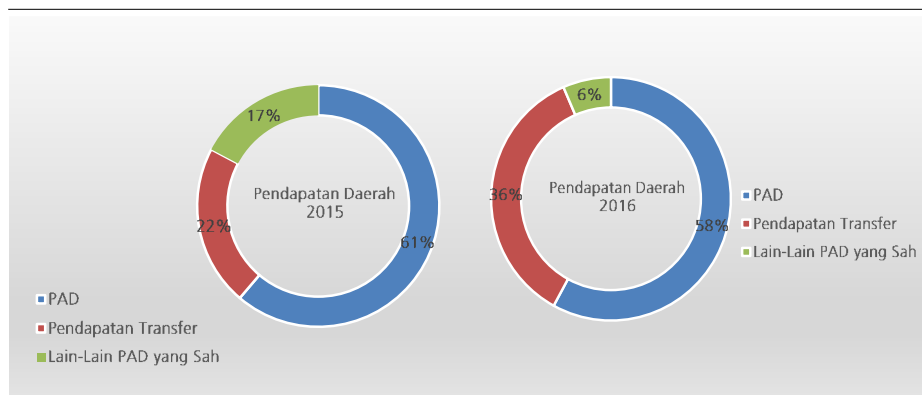 17%
Pendapatan Daerah
2015
22%
61%
PAD
Pendapatan Transfer
Lain-Lain PAD yang Sah
6%
Pendapatan Daerah
2016
36%
58%
PAD
Pendapatan Transfer
Lain-Lain PAD yang Sah